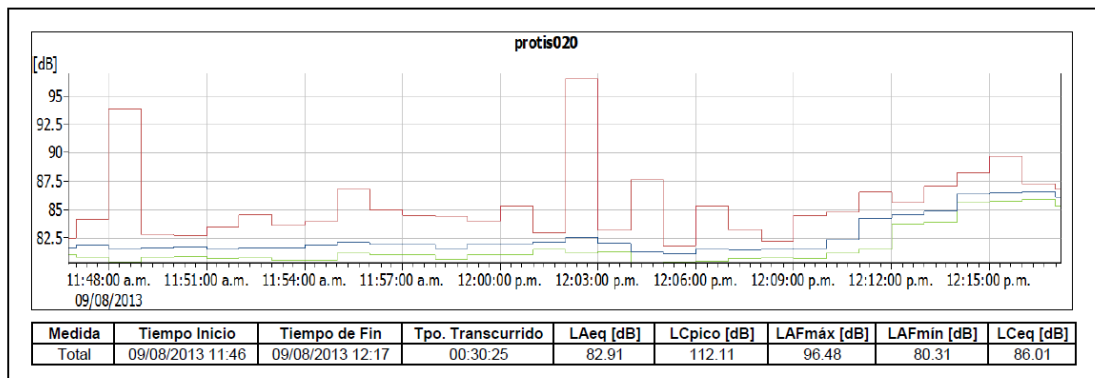 protis020
[dB]
95
92.5
90
87.5
85
82.5
11:48:00 a.m. 11:51:00 a.m. 11:54:00 a.m. 11:57:00 a.m. 12:00:00 p.m. 12:03:00 p.m. 12:06:00 p.m. 12:09:00 p.m. 12:12:00 p.m. 12:15:00 p.m.
09/08/2013
Medida Tiempo Inicio Tiempo de Fin Tpo. Transcurrido LAeq [dB] LCpico [dB] LAFmáx [dB] LAFmín [dB] LCeq [dB]
Total 09/08/2013 11:46 09/08/2013 12:17 00:30:25 82.91 112.11 96.48 80.31 86.01